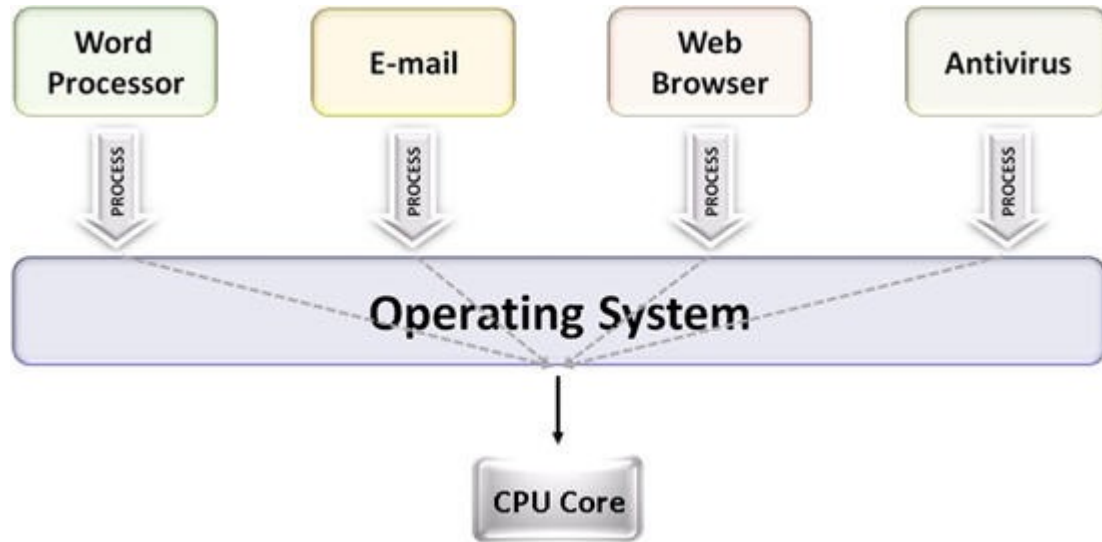 Word
Processor
E-mail
Web
Browser
Antivirus
PROCESS
PROCESS
PROCESS
PROCESS
Operating System
CPU Core